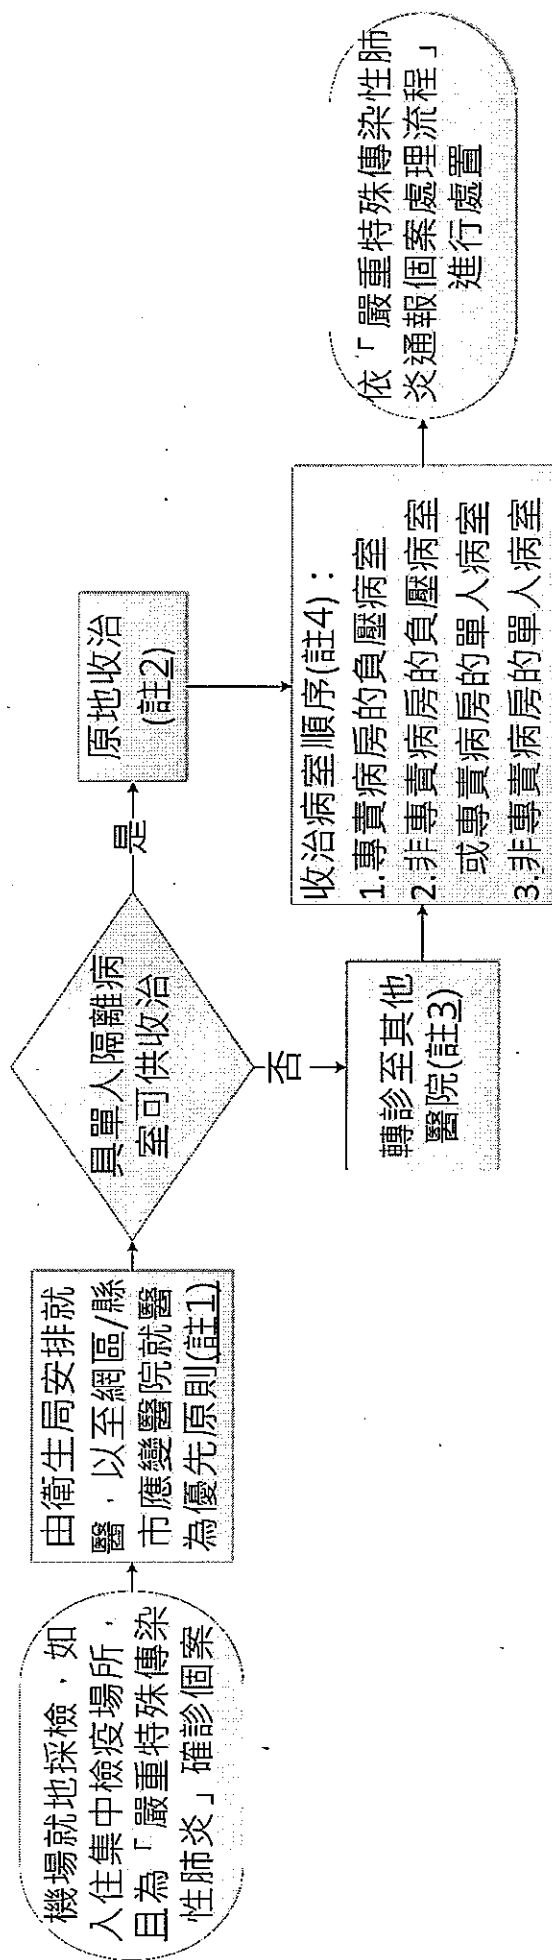 機場就地採檢，如
入住集中檢疫場所，
且為「嚴重特殊傳染
性肺炎」確診個案
由衛生局安排就
醫，以至網區/縣
市應變醫院就醫
為優先原則(註1)
具單人隔離病
室可供收治
是
原地收治
(註2)
否
轉診至其他
醫院(註3)
收治病室順序(註4)：
1.專責病房的負壓病室
2.非專責病房的負壓病室
或專責病房的單人病室
3.非專責病房的單人病室
依「嚴重特殊傳染性肺
炎通報個案處理流程」
進行處置